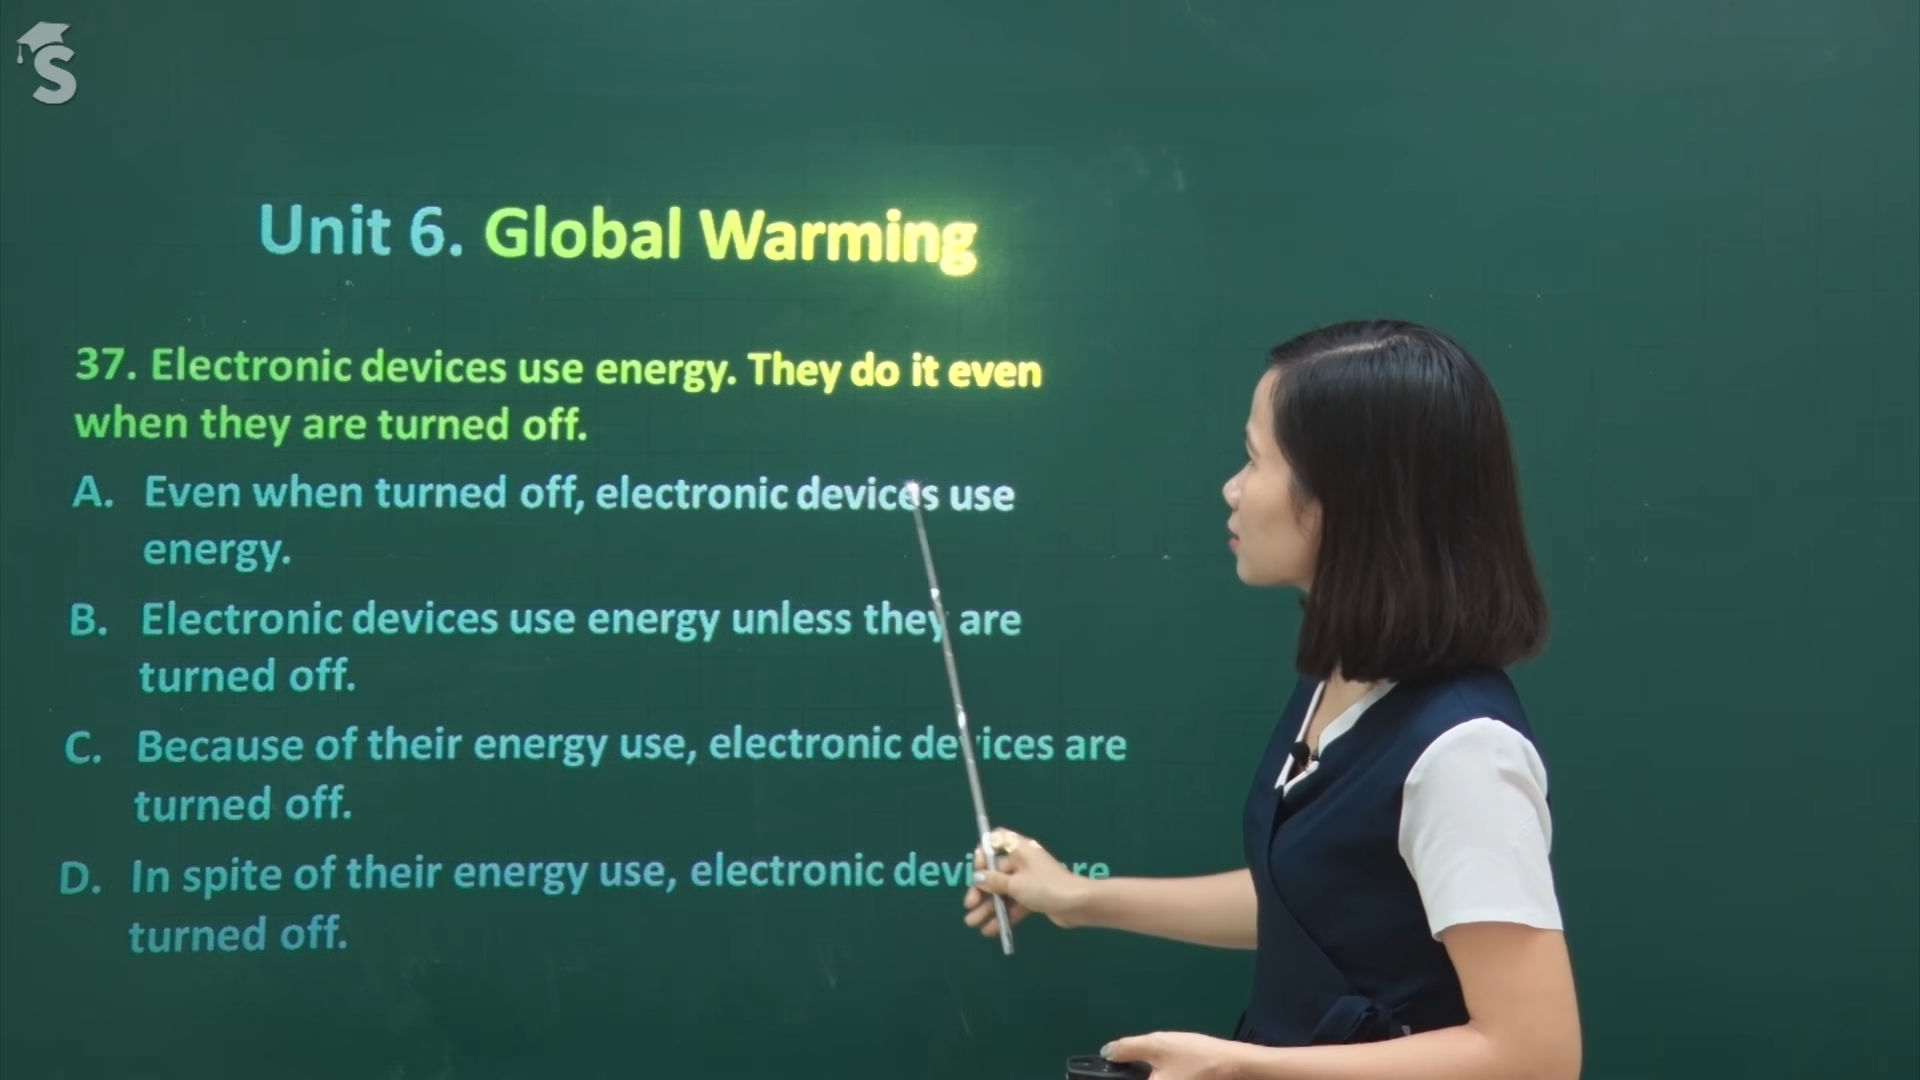 S
Unit 6. Global Warming
37. Electronic devices use energy. They do it even
when they are turned off.
A. Even when turned off, electronic devices use
energy.
B. Electronic devices use energy unless they are
turned off.
C. Because of their energy use, electronic devices are
turned off.
D. In spite of their energy use, electronic
turned off.